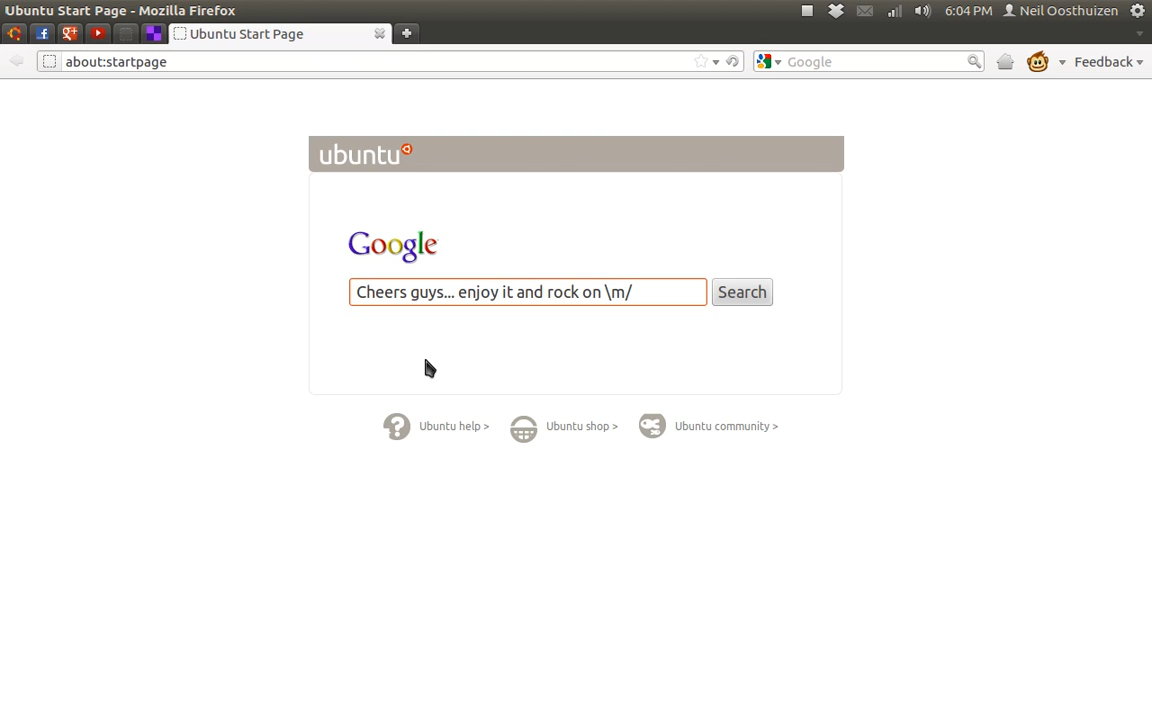 Ubuntu Start Page - Mozilla Firefox
6:04 PM Neil Oosthuizen
Ubuntu Start Page
about:startpage
Google
Feedback
ubuntu
Google
Cheers guys... enjoy it and rock on \m/
Search
Ubuntu help >
Ubuntu shop >
Ubuntu community >